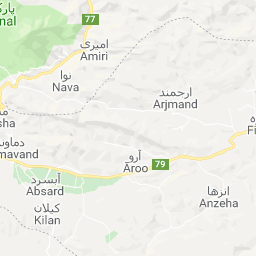 پارک
nal
77
امیری
Amiri
نوا
Nava
ارجمند
Arjmand
sha
دماوند
mavand
Fi
آرو
Aroo
79
آبسرد
Absard
انزها
Anzeha
کیلان
Kilan